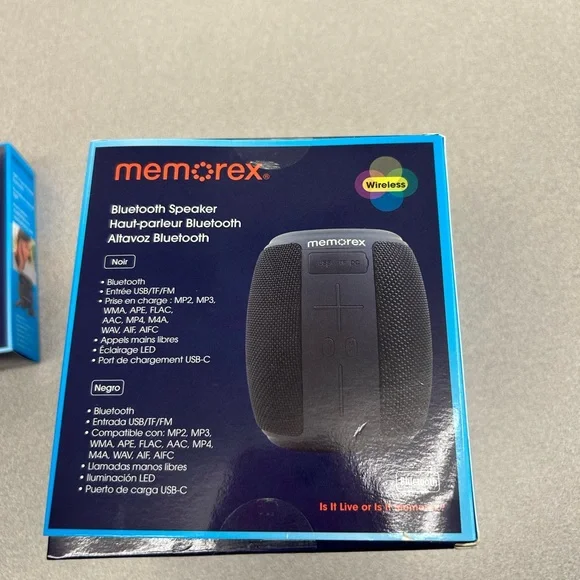 memorex®
Wireless
Bluetooth Speaker
Haut-parleur Bluetooth
Altavoz Bluetooth
memorex
Noir
• Bluetooth
• Entrée USB/TF/FM
• Prise en charge : MP2, MP3,
WMA, APE, FLAC,
AAC, MP4, M4A,
WAV, AIF, AIFC
• Appels mains libres
• Éclairage LED
• Port de chargement USB-C
Negro
• Bluetooth
• Entrada USB/TF/FM
• Compatible con: MP2, MP3,
WMA, APE, FLAC, AAC, MP4,
M4A, WAV, AIF, AIFC
• Llamadas manos libres
• Iluminación LED
• Puerto de carga USB-C
Bluetooth
Is It Live or Is It Memorex